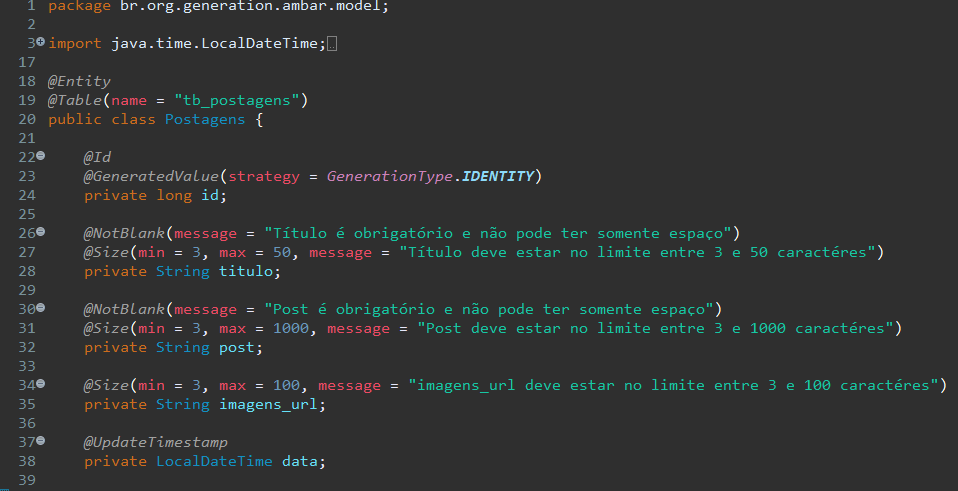 1 package br.org.generation.ambar.model;
2
3 import java.time.LocalDateTime;
17
18 @Entity
19 @Table(name = "tb_postagens")
20 public class Postagens {
21
22 @Id
23 @GeneratedValue(strategy = GenerationType.IDENTITY)
24 private long id;
25
26 @NotBlank(message = "Título é obrigatório e não pode ter somente espaço")
27 @Size(min = 3, max = 50, message = "Título deve estar no limite entre 3 e 50 caractéres")
28 private String titulo;
29
30 @NotBlank(message = "Post é obrigatório e não pode ter somente espaço")
31 @Size(min = 3, max = 1000, message = "Post deve estar no limite entre 3 e 1000 caractéres")
32 private String post;
33
34 @Size(min = 3, max = 100, message = "imagens_url deve estar no limite entre 3 e 100 caractéres")
35 private String imagens_url;
36
37 @UpdateTimestamp
38 private LocalDateTime data;
39